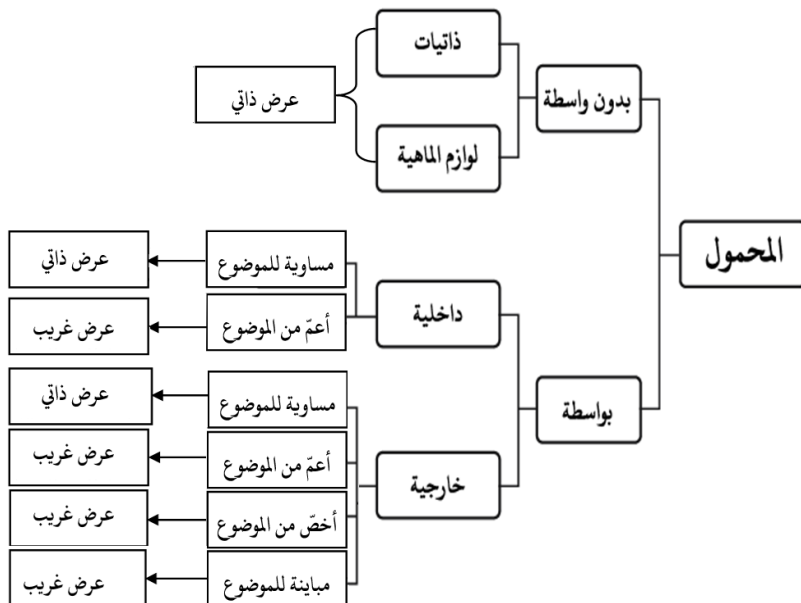 المحمول
بدون واسطة
ذاتيات
لوازم الماهية
عرض ذاتي
بواسطة
داخلية
مساوية للموضوع
عرض ذاتي
أعمّ من الموضوع
عرض غريب
خارجية
مساوية للموضوع
عرض ذاتي
أعمّ من الموضوع
عرض غريب
أخصّ من الموضوع
عرض غريب
مباينة للموضوع
عرض غريب